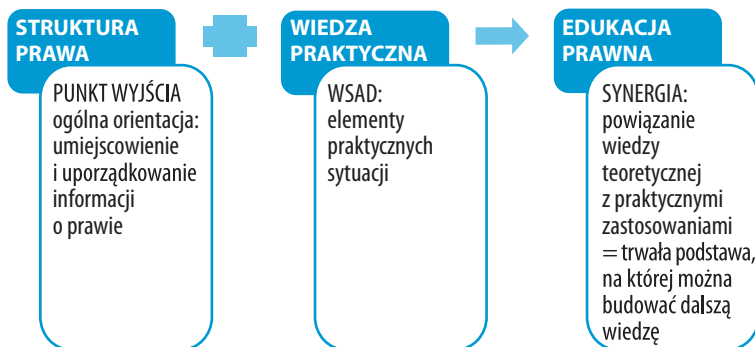 STRUKTURA
PRAWA
PUNKT WYJŚCIA
ogólna orientacja:
umiejscowienie
i uporządkowanie
informacji
o prawie
WIEDZA
PRAKTYCZNA
WSAD:
elementy
praktycznych
sytuacji
EDUKACJA
PRAWNA
SYNERGIA:
powiązanie
wiedzy
teoretycznej
z praktycznymi
zastosowaniami
= trwała podstawa,
na której można
budować dalszą
wiedzę